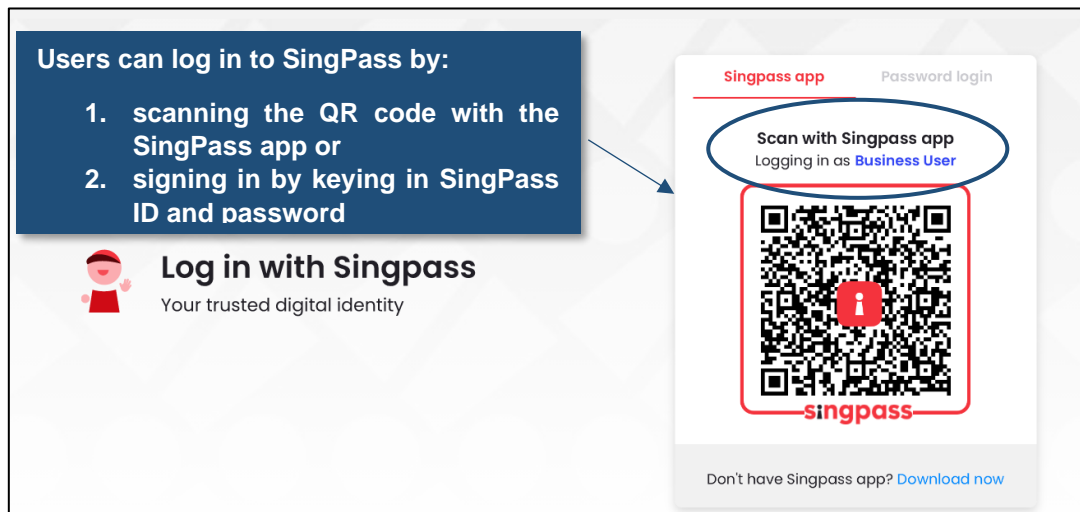 Users can log in to SingPass by:
1. scanning the QR code with the
SingPass app or
2. signing in by keying in SingPass
ID and password
Log in with Singpass
Your trusted digital identity
Singpass app Password login
Scan with Singpass app
Logging in as Business User
singpass
Don't have Singpass app? Download now